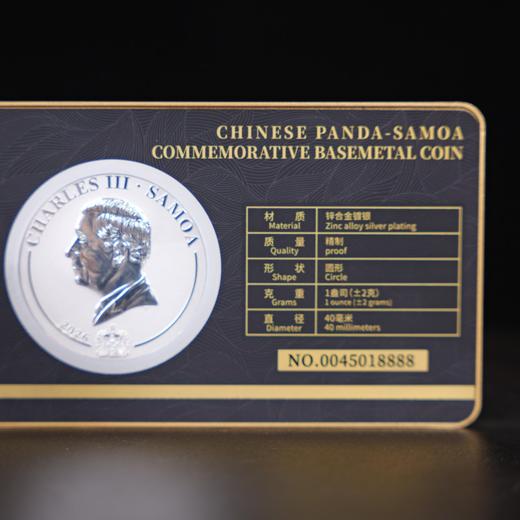 CHINESE PANDA-SAMOA
COMMEMORATIVE BASEMETAL COIN
CHARLES III · SAMOA
2026
材 质 锌合金镀银
Material Zinc alloy silver plating
质 量 精制
Quality proof
形 状 圆形
Shape Circle
克 重 1盎司(±2克)
Grams 1 ounce (±2 grams)
直 径 40毫米
Diameter 40 millimeters
NO.0045018888